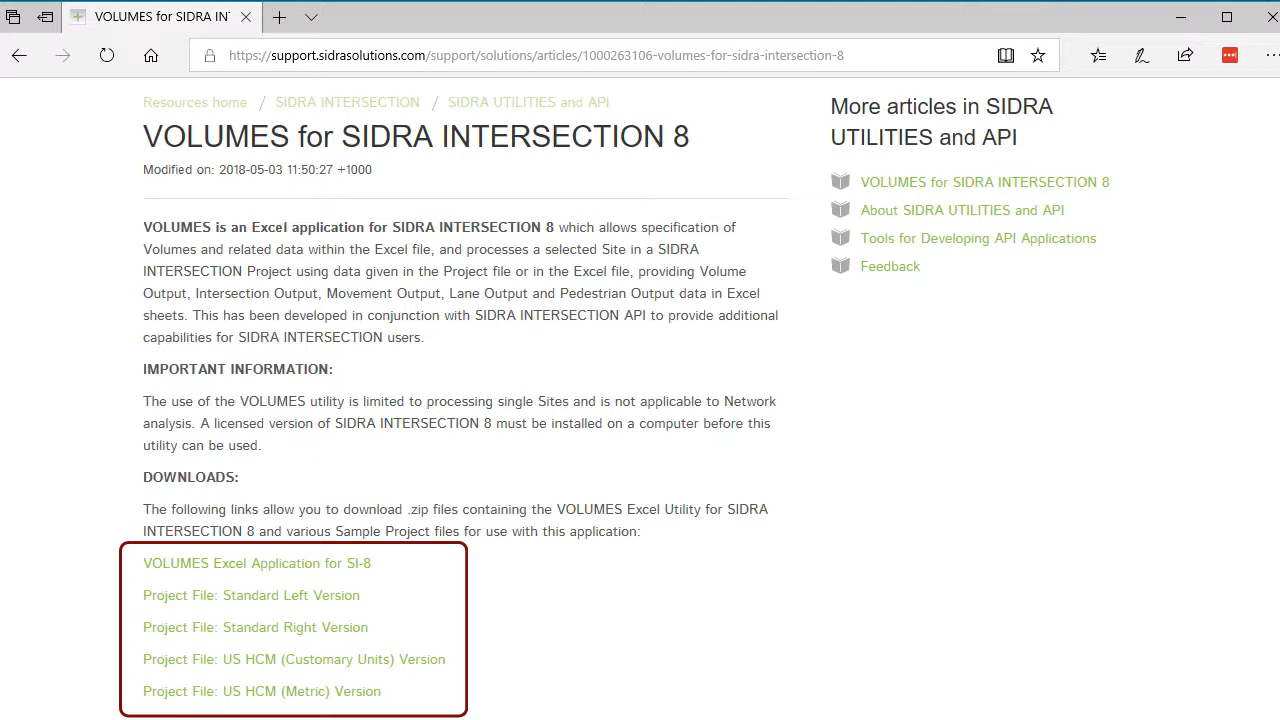 VOLUMES for SIDRA INT
https://support.sidrasolutions.com/support/solutions/articles/1000263106-volumes-for-sidra-intersection-8
Resources home / SIDRA INTERSECTION / SIDRA UTILITIES and API
VOLUMES for SIDRA INTERSECTION 8
Modified on: 2018-05-03 11:50:27 +1000
VOLUMES is an Excel application for SIDRA INTERSECTION 8 which allows specification of
Volumes and related data within the Excel file, and processes a selected Site in a SIDRA
INTERSECTION Project using data given in the Project file or in the Excel file, providing Volume
Output, Intersection Output, Movement Output, Lane Output and Pedestrian Output data in Excel
sheets. This has been developed in conjunction with SIDRA INTERSECTION API to provide additional
capabilities for SIDRA INTERSECTION users.
IMPORTANT INFORMATION:
The use of the VOLUMES utility is limited to processing single Sites and is not applicable to Network
analysis. A licensed version of SIDRA INTERSECTION 8 must be installed on a computer before this
utility can be used.
DOWNLOADS:
The following links allow you to download .zip files containing the VOLUMES Excel Utility for SIDRA
INTERSECTION 8 and various Sample Project files for use with this application:
VOLUMES Excel Application for SI-8
Project File: Standard Left Version
Project File: Standard Right Version
Project File: US HCM (Customary Units) Version
Project File: US HCM (Metric) Version
More articles in SIDRA
UTILITIES and API
VOLUMES for SIDRA INTERSECTION 8
About SIDRA UTILITIES and API
Tools for Developing API Applications
Feedback